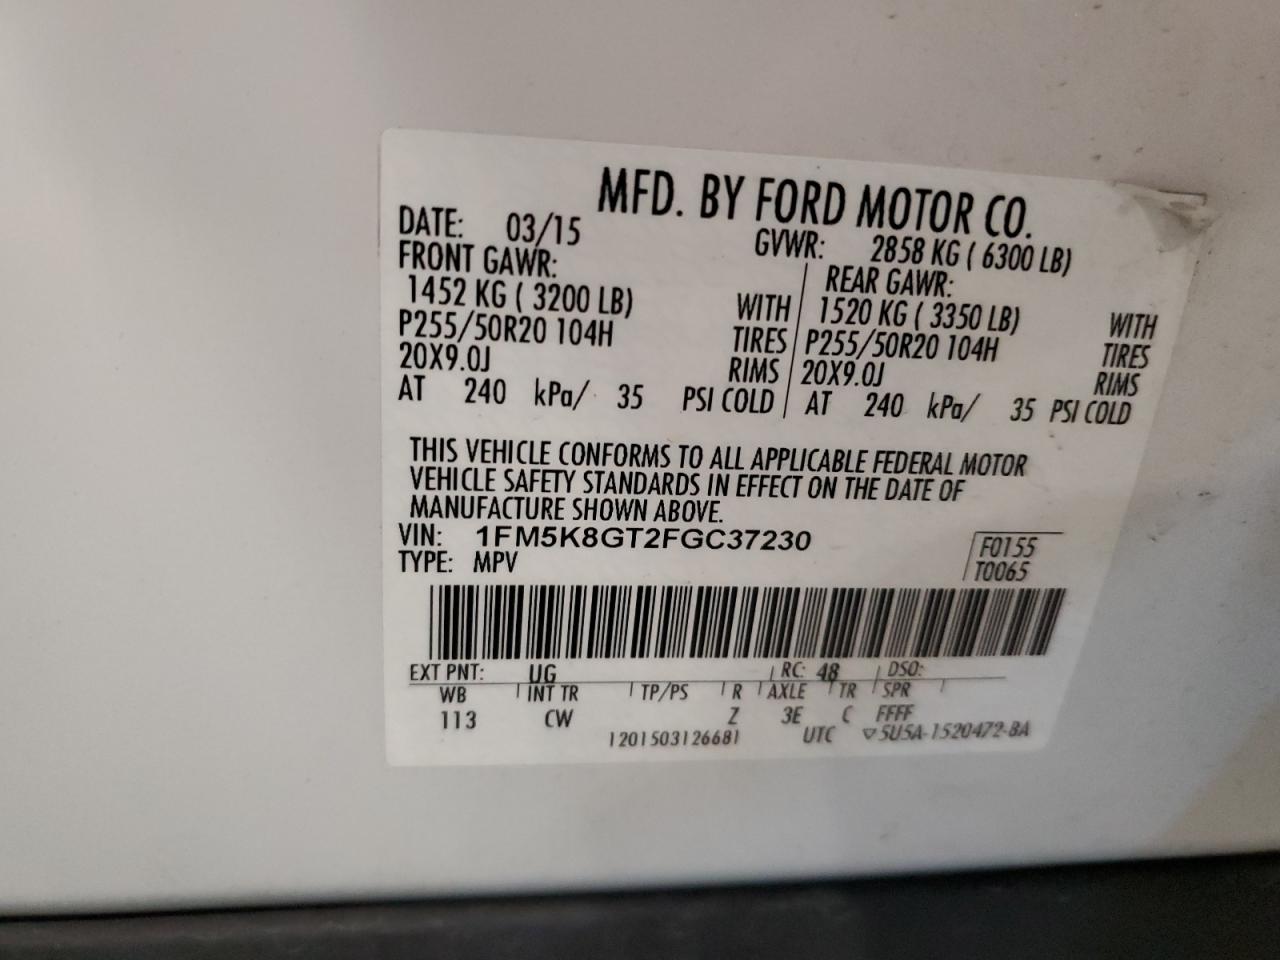 MFD. BY FORD MOTOR CO.
DATE: 03/15 GVWR: 2858 KG ( 6300 LB)
FRONT GAWR: REAR GAWR:
1452 KG ( 3200 LB) WITH 1520 KG ( 3350 LB) WITH
P255/50R20 104H TIRES P255/50R20 104H TIRES
20X9.0J RIMS 20X9.0J RIMS
AT 240 kPa/ 35 PSI COLD AT 240 kPa/ 35 PSI COLD
THIS VEHICLE CONFORMS TO ALL APPLICABLE FEDERAL MOTOR
VEHICLE SAFETY STANDARDS IN EFFECT ON THE DATE OF
MANUFACTURE SHOWN ABOVE.
VIN: 1FM5K8GT2FGC37230 F0155
TYPE: MPV T0065
EXT PNT: UG RC: 48 DSO:
WB INT TR TP/PS R AXLE TR SPR
113 CW Z 3E C FFFF
1201503126681 UTC ▽5U5A-1520472-BA